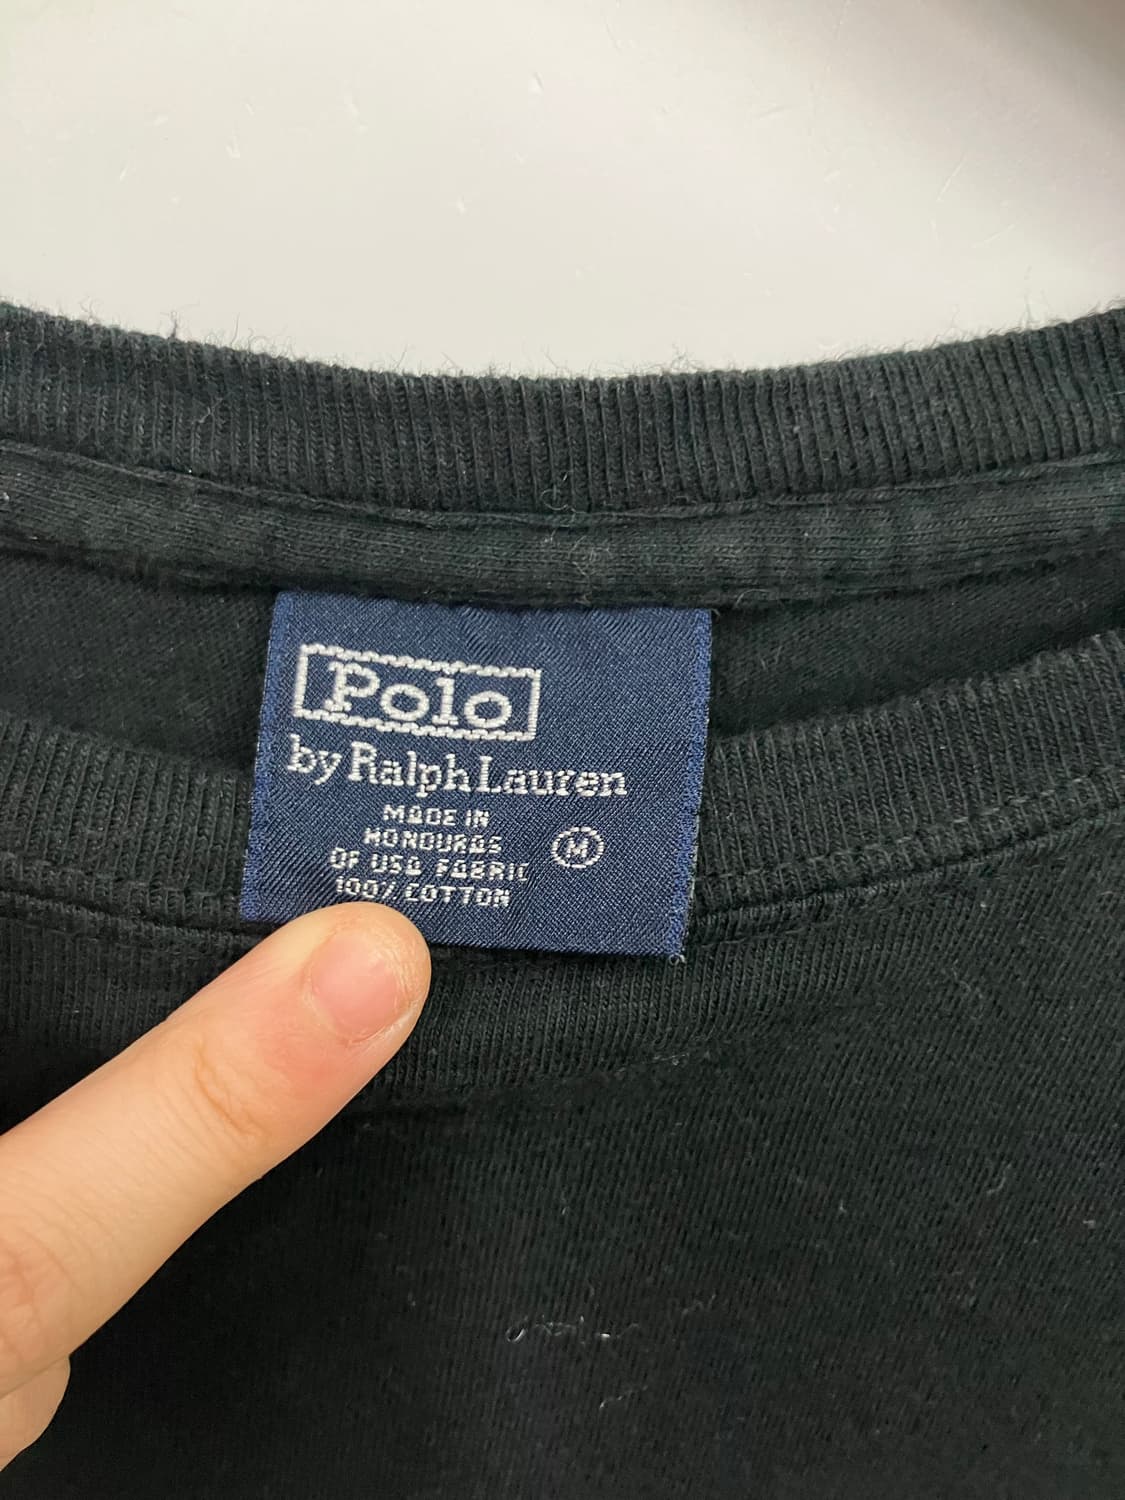 Polo
by Ralph Lauren
MADE IN
HONDURAS
OF USA FABRIC
100% COTTON
M